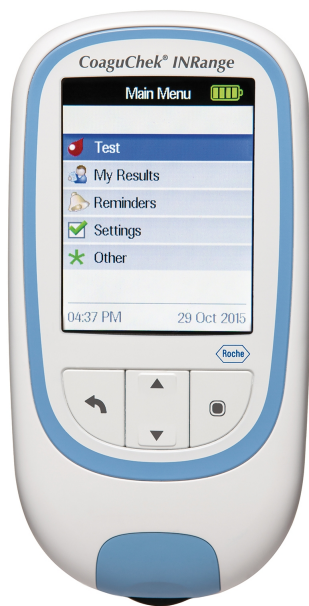 CoaguChek® INRange
Main Menu
Test
My Results
Reminders
Settings
Other
04:37 PM 29 Oct 2015
Roche